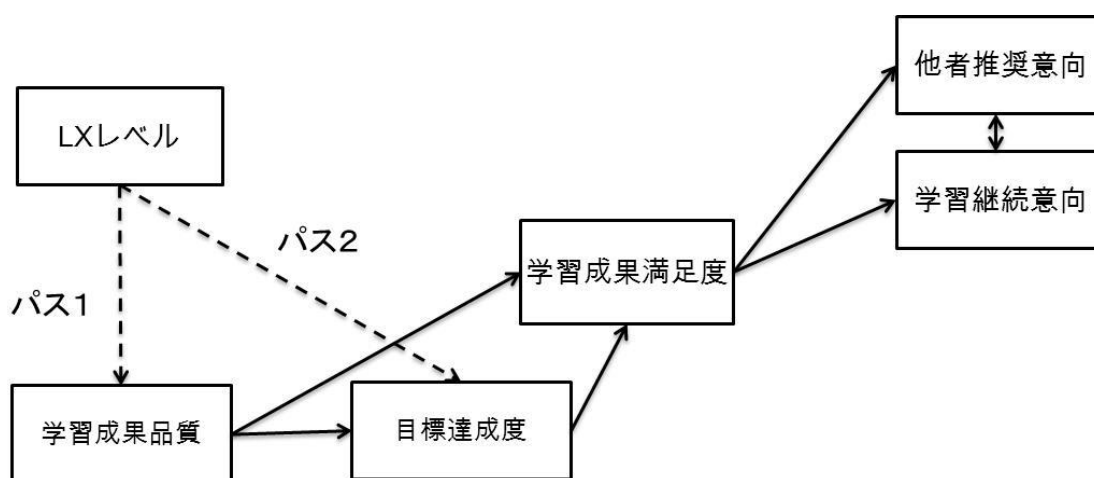 他者推奨意向
LXレベル
学習継続意向
パス2
学習成果満足度
パス1
学習成果品質
目標達成度